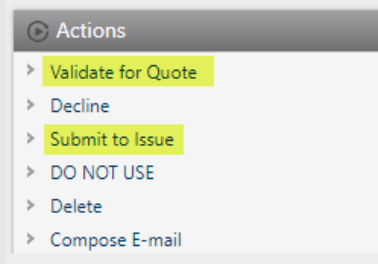 Actions
Validate for Quote
Decline
Submit to Issue
DO NOT USE
Delete
Compose E-mail